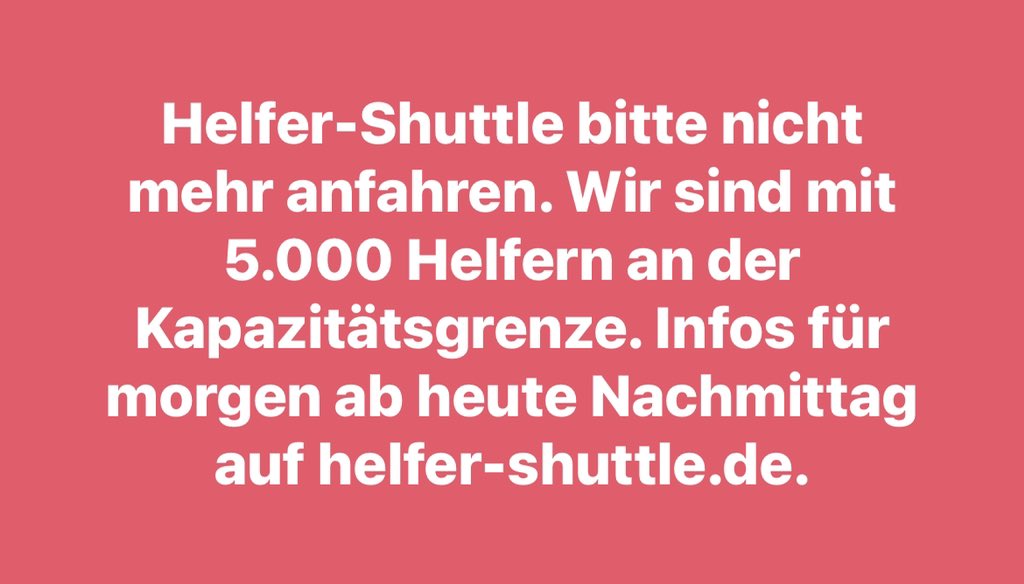 Helfer-Shuttle bitte nicht
mehr anfahren. Wir sind mit
5.000 Helfern an der
Kapazitätsgrenze. Infos für
morgen ab heute Nachmittag
auf helfer-shuttle.de.